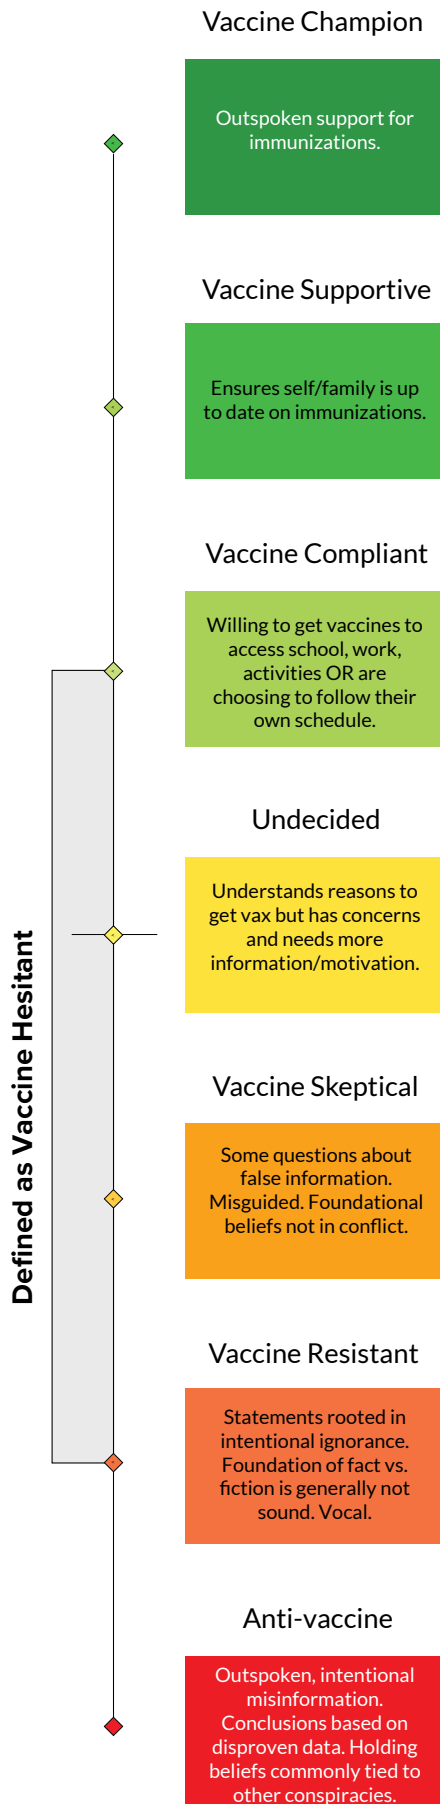 Vaccine Champion
Outspoken support for
immunizations.
Vaccine Supportive
Ensures self/family is up
to date on immunizations.
Vaccine Compliant
Willing to get vaccines to
access school, work,
activities OR are
choosing to follow their
own schedule.
Undecided
Understands reasons to
get vax but has concerns
and needs more
information/motivation.
Defined as Vaccine Hesitant
Vaccine Skeptical
Some questions about
false information.
Misguided. Foundational
beliefs not in conflict.
Vaccine Resistant
Statements rooted in
intentional ignorance.
Foundation of fact vs.
fiction is generally not
sound. Vocal.
Anti-vaccine
Outspoken, intentional
misinformation.
Conclusions based on
disproven data. Holding
beliefs commonly tied to
other conspiracies.